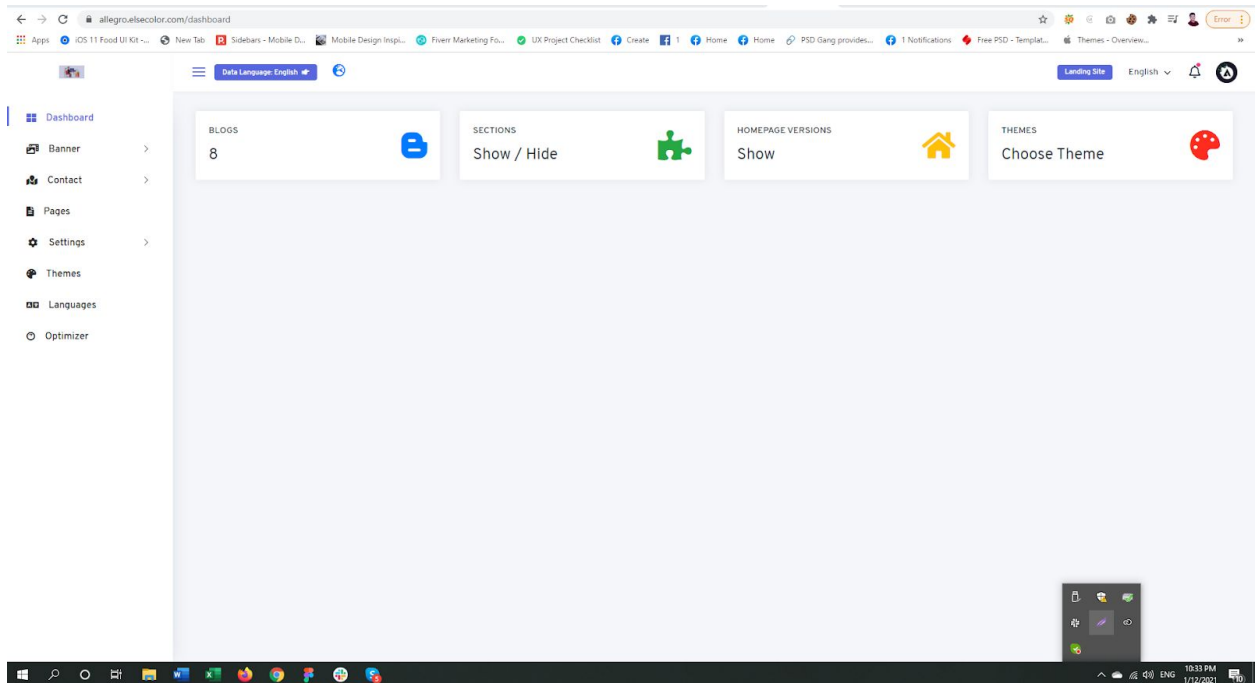 allegro.elsecolor.com/dashboard Error
Apps iOS 11 Food UI Kit -... New Tab Sidebars - Mobile D... Mobile Design Inspi... Fiverr Marketing Fo... UX Project Checklist Create 1 Home Home PSD Gang provides... 1 Notifications Free PSD - Templat... Themes - Overview... »
Data Language: English Landing Site English
Dashboard
Banner
Contact
Pages
Settings
Themes
Languages
Optimizer
BLOGS
8
SECTIONS
Show / Hide
HOMEPAGE VERSIONS
Show
THEMES
Choose Theme
ENG 10:33 PM
1/12/2021